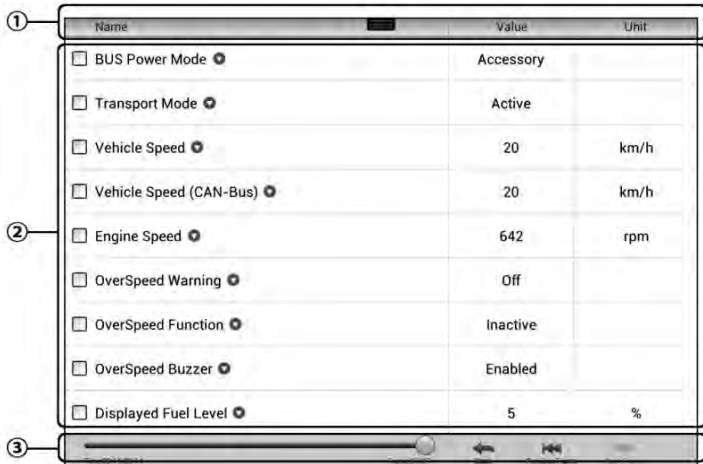 ① Name Value Unit
② BUS Power Mode Accessory
Transport Mode Active
Vehicle Speed 20 km/h
Vehicle Speed (CAN-Bus) 20 km/h
Engine Speed 642 rpm
OverSpeed Warning Off
OverSpeed Function Inactive
OverSpeed Buzzer Enabled
Displayed Fuel Level 5 %
③